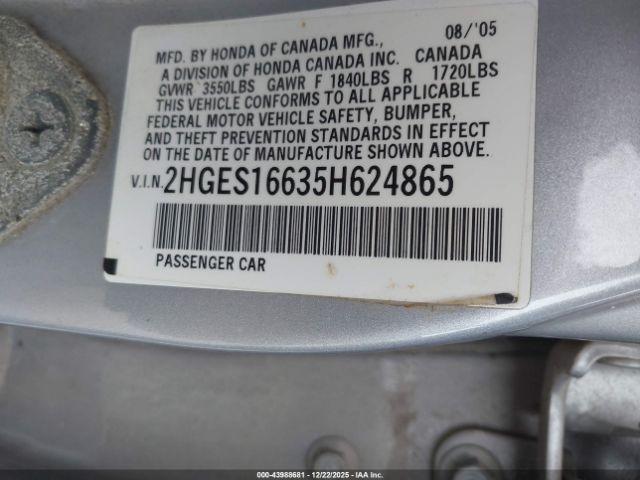 MFD. BY HONDA OF CANADA MFG., 08/'05
A DIVISION OF HONDA CANADA INC. CANADA
GVWR 3550LBS GAWR F 1840LBS R 1720LBS
THIS VEHICLE CONFORMS TO ALL APPLICABLE
FEDERAL MOTOR VEHICLE SAFETY, BUMPER,
AND THEFT PREVENTION STANDARDS IN EFFECT
ON THE DATE OF MANUFACTURE SHOWN ABOVE.
V.I.N. 2HGES16635H624865
PASSENGER CAR
000-43988681 - 12/22/2025 - IAA Inc.